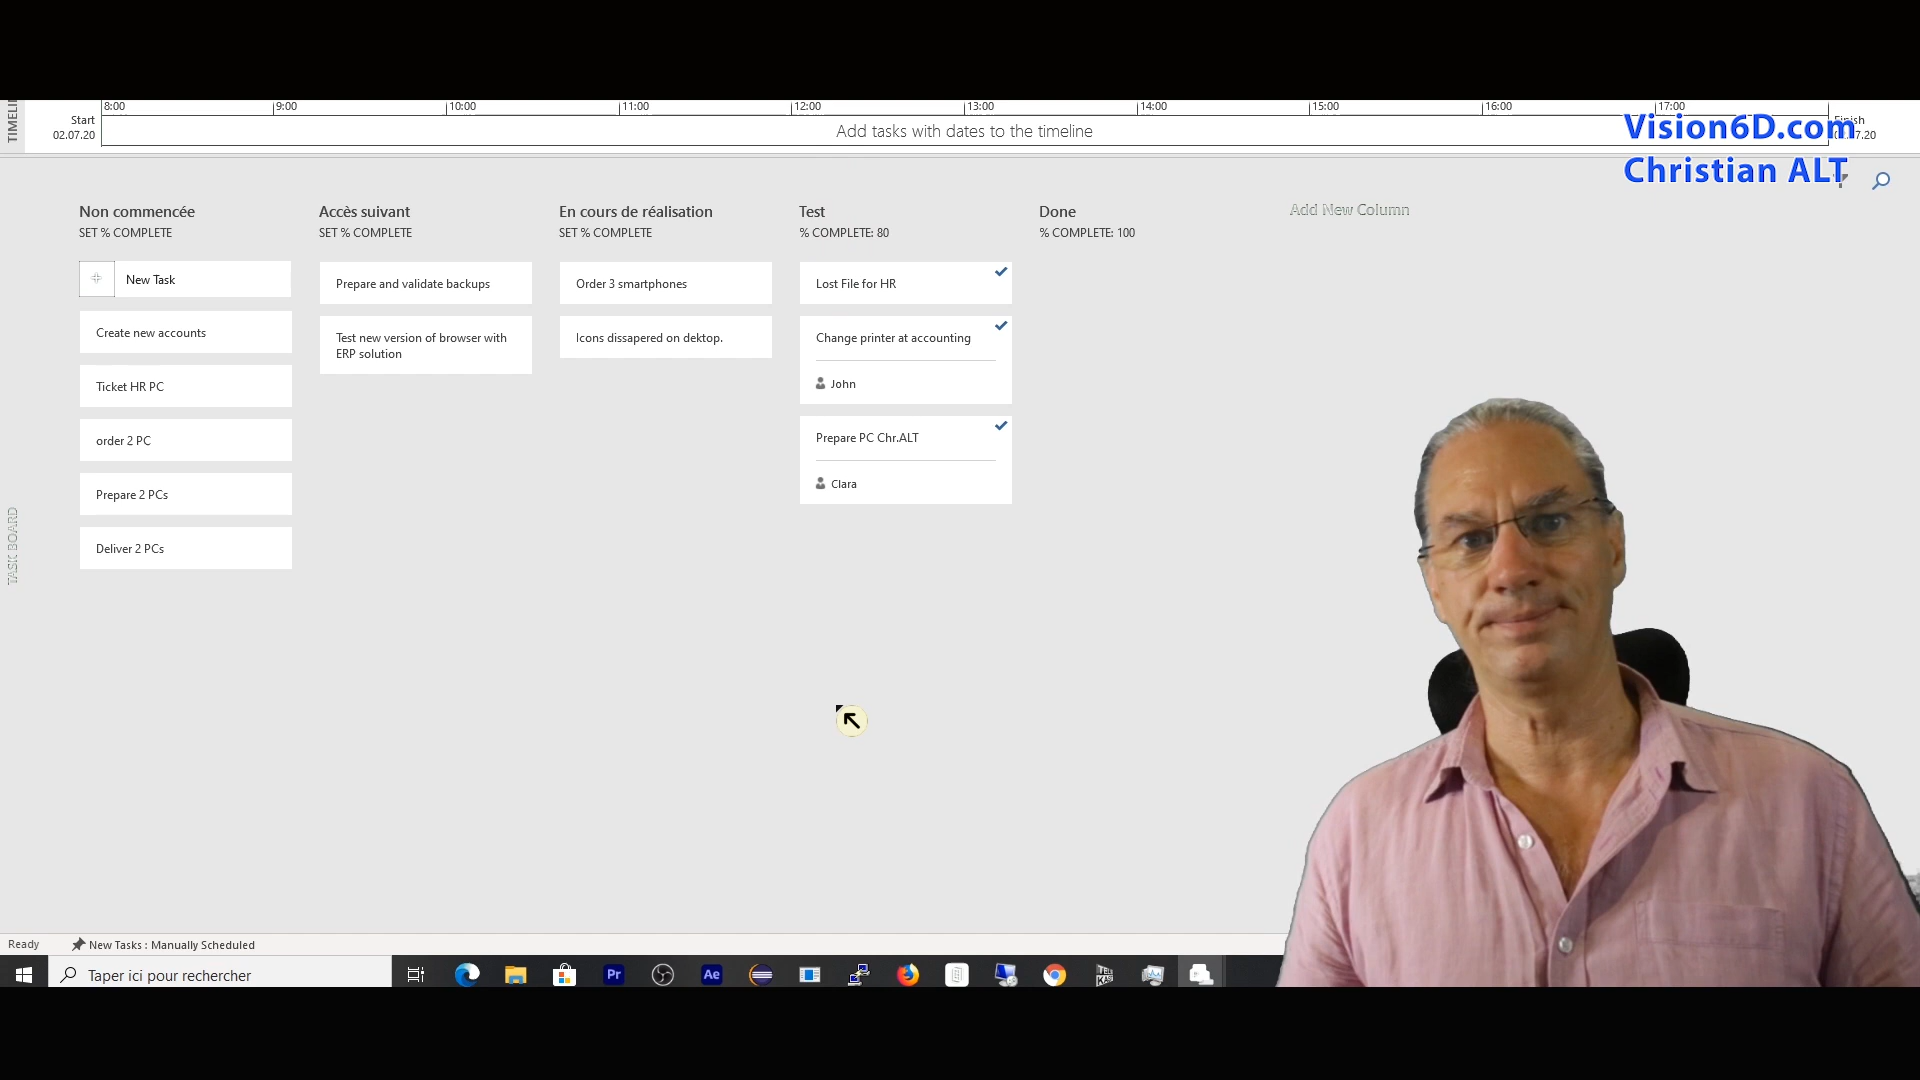 TIMELI
8:00 9:00 10:00 11:00 12:00 13:00 14:00 15:00 16:00 17:00
Start
02.07.20
Add tasks with dates to the timeline
Vision6D.com
Christian ALT
Non commencée
SET % COMPLETE
New Task
Create new accounts
Ticket HR PC
order 2 PC
Prepare 2 PCs
Deliver 2 PCs
Accès suivant
SET % COMPLETE
Prepare and validate backups
Test new version of browser with
ERP solution
En cours de réalisation
SET % COMPLETE
Order 3 smartphones
Icons dissapered on dektop.
Test
% COMPLETE: 80
Lost File for HR
Change printer at accounting
John
Prepare PC Chr.ALT
Clara
Done
% COMPLETE: 100
Add New Column
TASK BOARD
Ready
New Tasks : Manually Scheduled
Taper ici pour rechercher
Pr
Ae